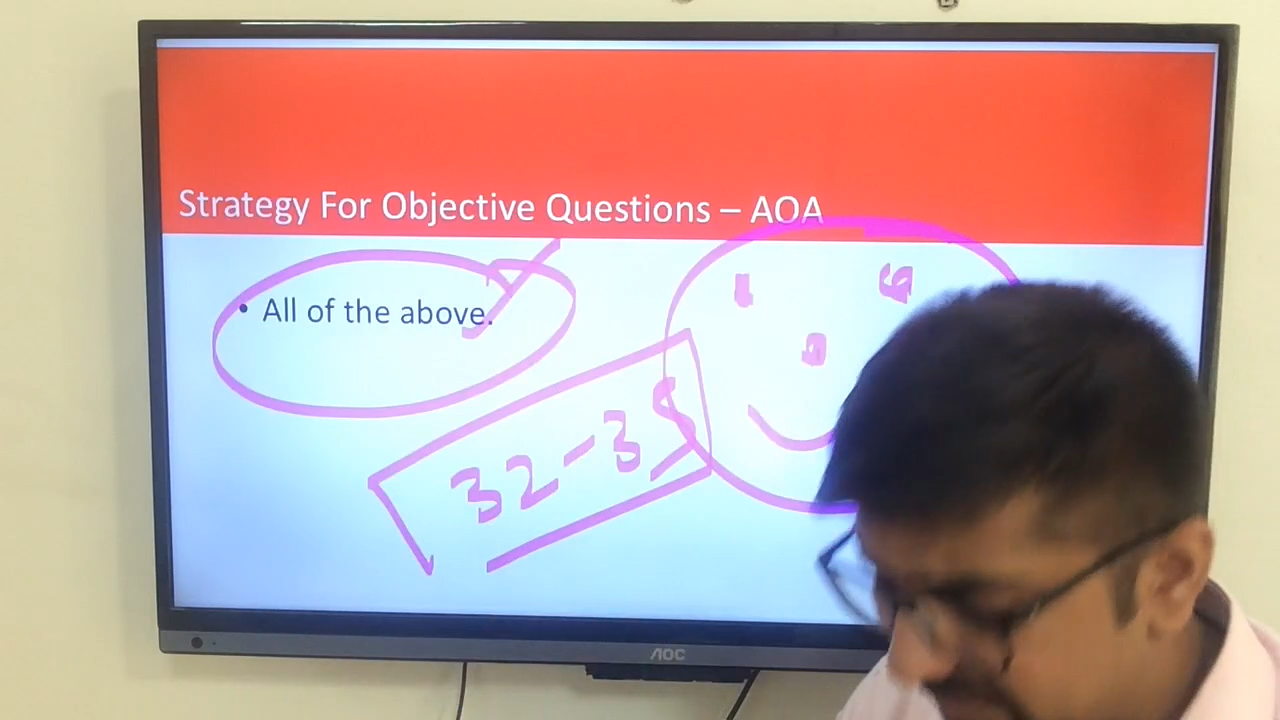 Strategy For Objective Questions – AOA
• All of the above.
32-35
AOC